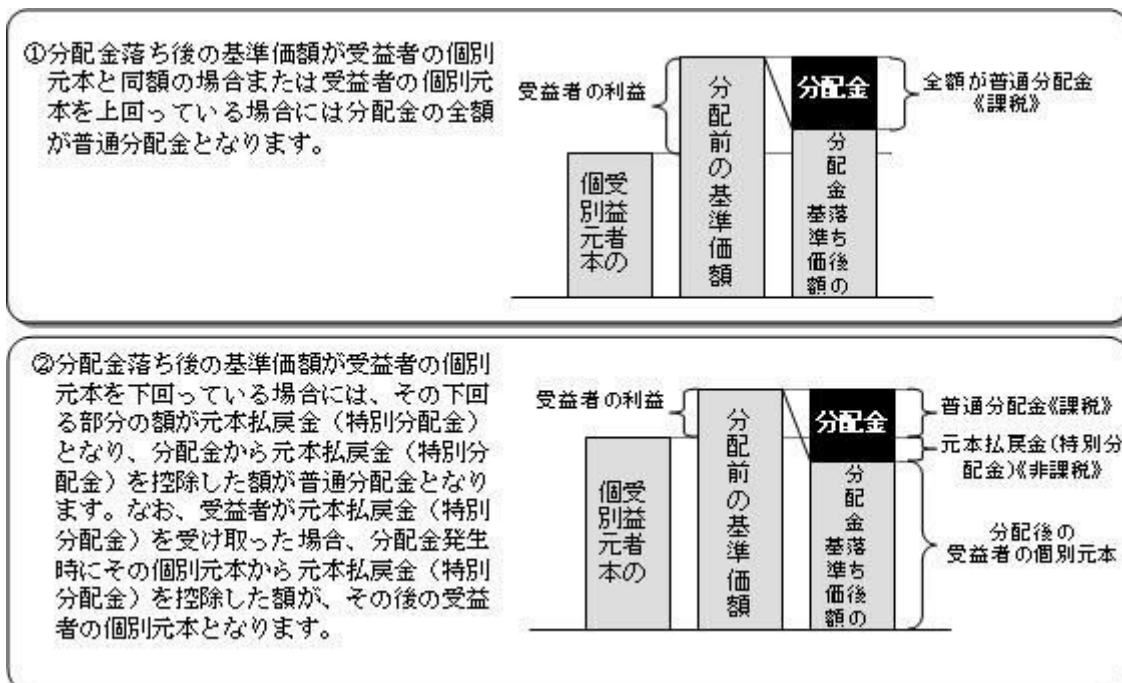 ①分配金落ち後の基準価額が受益者の個別
元本と同額の場合または受益者の個別元
本を上回っている場合には分配金の全額
が普通分配金となります。
受益者の利益
受益者の
個別元本
分配前の基準価額
分配金
分配金落ち後の
基準価額
全額が普通分配金
《課税》
②分配金落ち後の基準価額が受益者の個別
元本を下回っている場合には、その下回
る部分の額が元本払戻金（特別分配金）
となり、分配金から元本払戻金（特別分
配金）を控除した額が普通分配金となり
ます。なお、受益者が元本払戻金（特別
分配金）を受け取った場合、分配金発生
時にその個別元本から元本払戻金（特別
分配金）を控除した額が、その後の受益
者の個別元本となります。
受益者の利益
受益者の
個別元本
分配前の基準価額
分配金
分配金落ち後の
基準価額
普通分配金《課税》
元本払戻金(特別分
配金)《非課税》
分配後の
受益者の個別元本